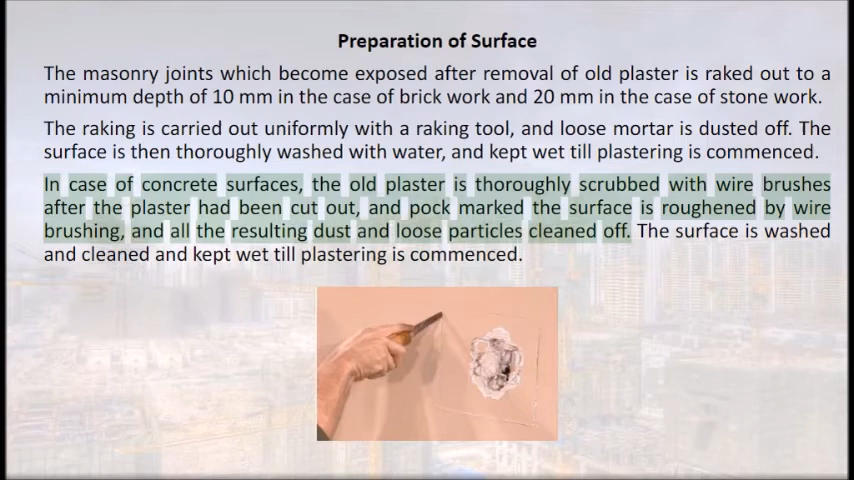 Preparation of Surface
The masonry joints which become exposed after removal of old plaster is raked out to a
minimum depth of 10 mm in the case of brick work and 20 mm in the case of stone work.
The raking is carried out uniformly with a raking tool, and loose mortar is dusted off. The
surface is then thoroughly washed with water, and kept wet till plastering is commenced.
In case of concrete surfaces, the old plaster is thoroughly scrubbed with wire brushes
after the plaster had been cut out, and pock marked the surface is roughened by wire
brushing, and all the resulting dust and loose particles cleaned off. The surface is washed
and cleaned and kept wet till plastering is commenced.